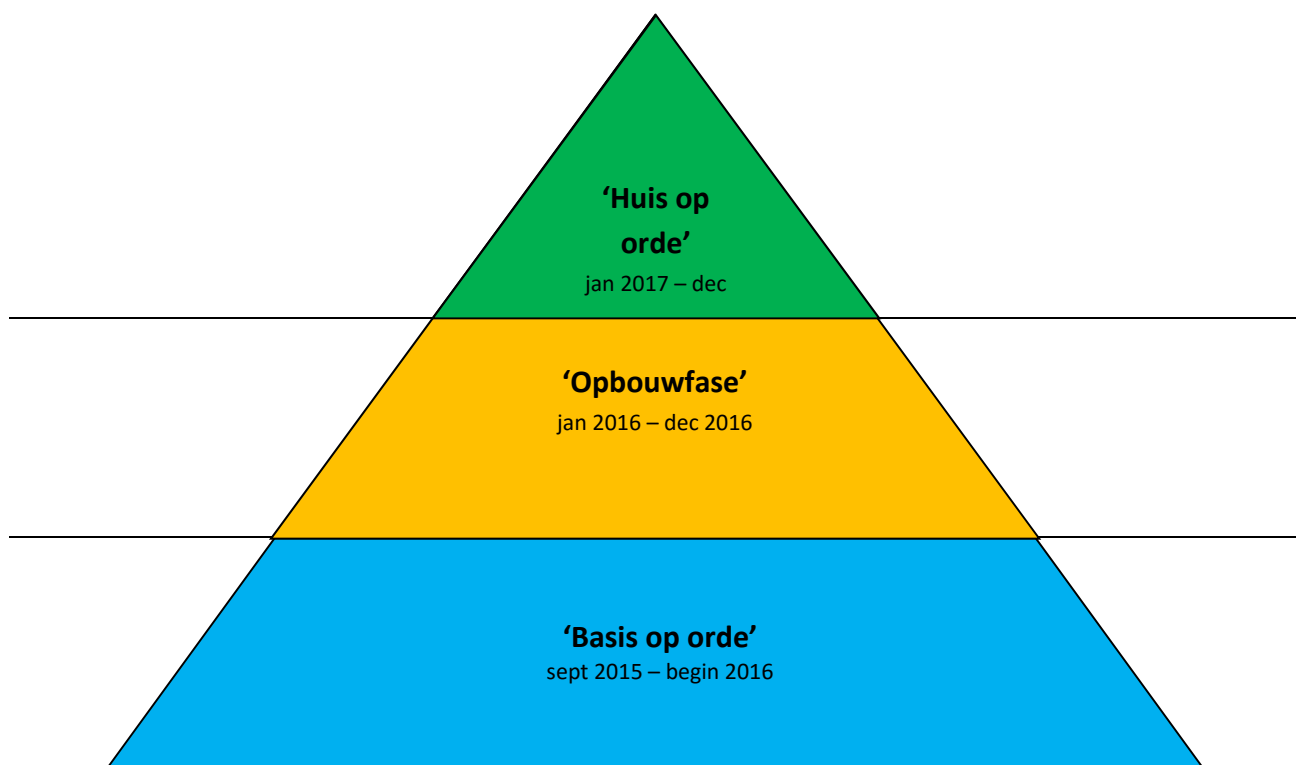 ‘Huis op
orde’
jan 2017 – dec
‘Opbouwfase’
jan 2016 – dec 2016
‘Basis op orde’
sept 2015 – begin 2016